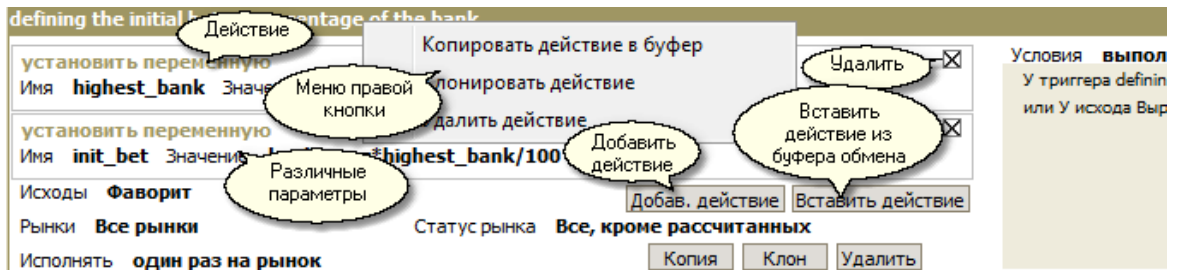 defining the initial
ntage of the bank
Действие
Копировать действие в буфер
Удалить
Условия выпол
установить переменную
Имя highest_bank
Меню правой
кнопки
лонировать действие
У триггера definin
далить действие
Вставить
действие из
буфера обмена
или У исхода Выр
установить переменную
Имя init_bet
*highest_bank/100
Добавить
действие
Различные
параметры
Исходы Фаворит
Добав. действие Вставить действие
Рынки Все рынки Статус рынка Все, кроме рассчитанных
Исполнять один раз на рынок Копия Клон Удалить